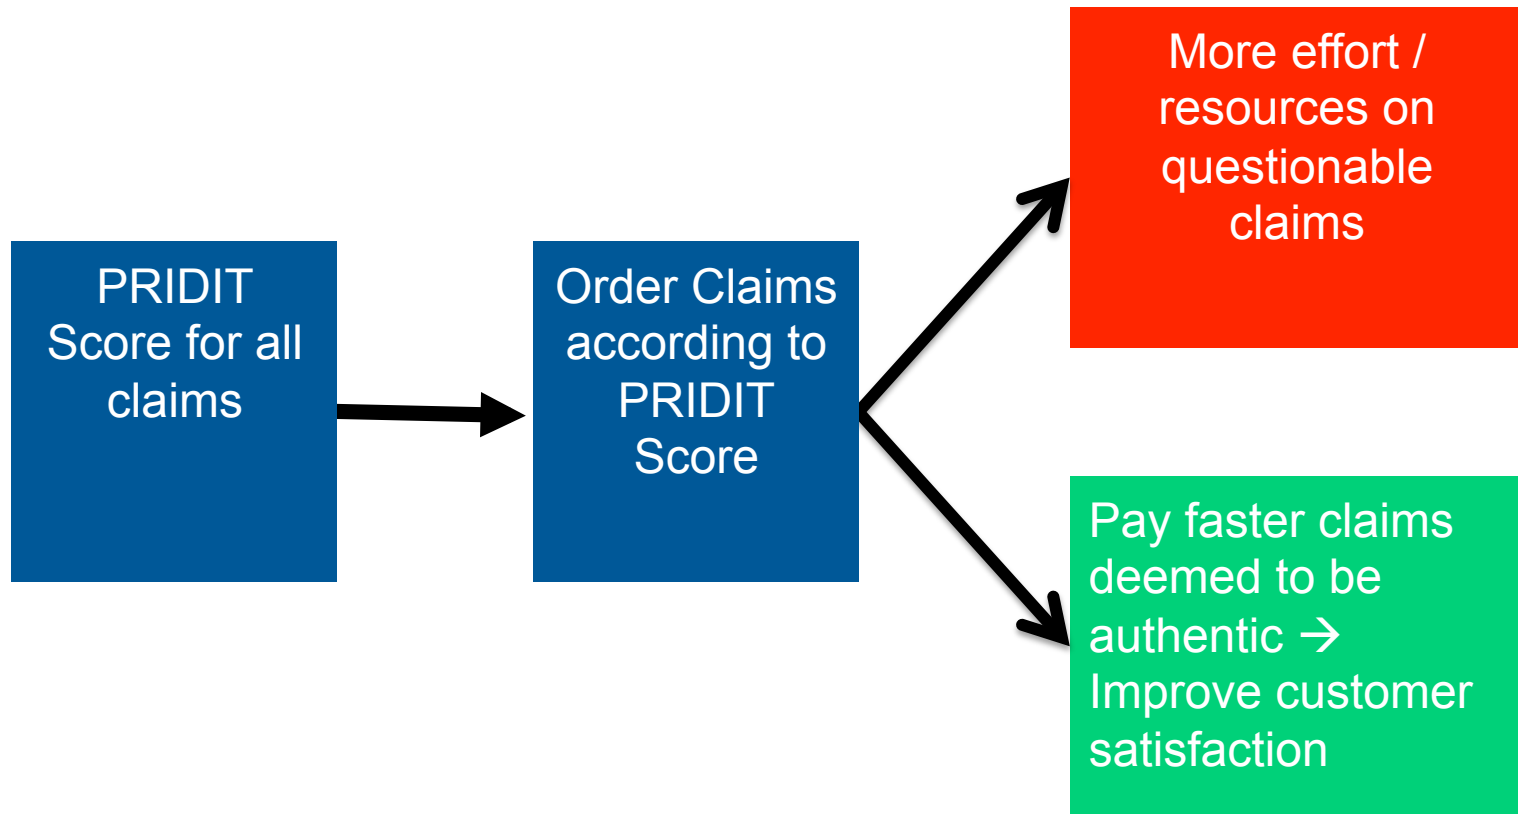 PRIDIT
Score for all
claims
Order Claims
according to
PRIDIT
Score
More effort /
resources on
questionable
claims
Pay faster claims
deemed to be
authentic →
Improve customer
satisfaction